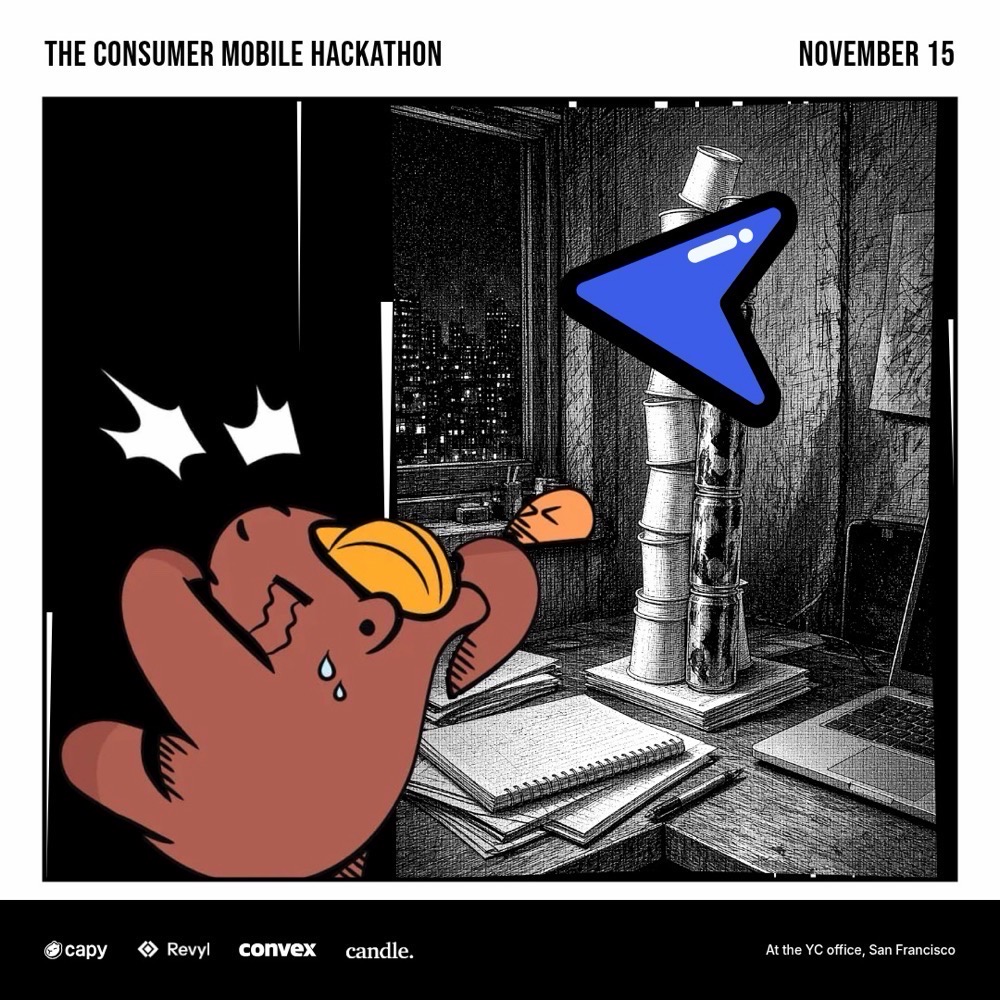 THE CONSUMER MOBILE HACKATHON
NOVEMBER 15
capy
Revyl
convex
candle.
At the YC office, San Francisco